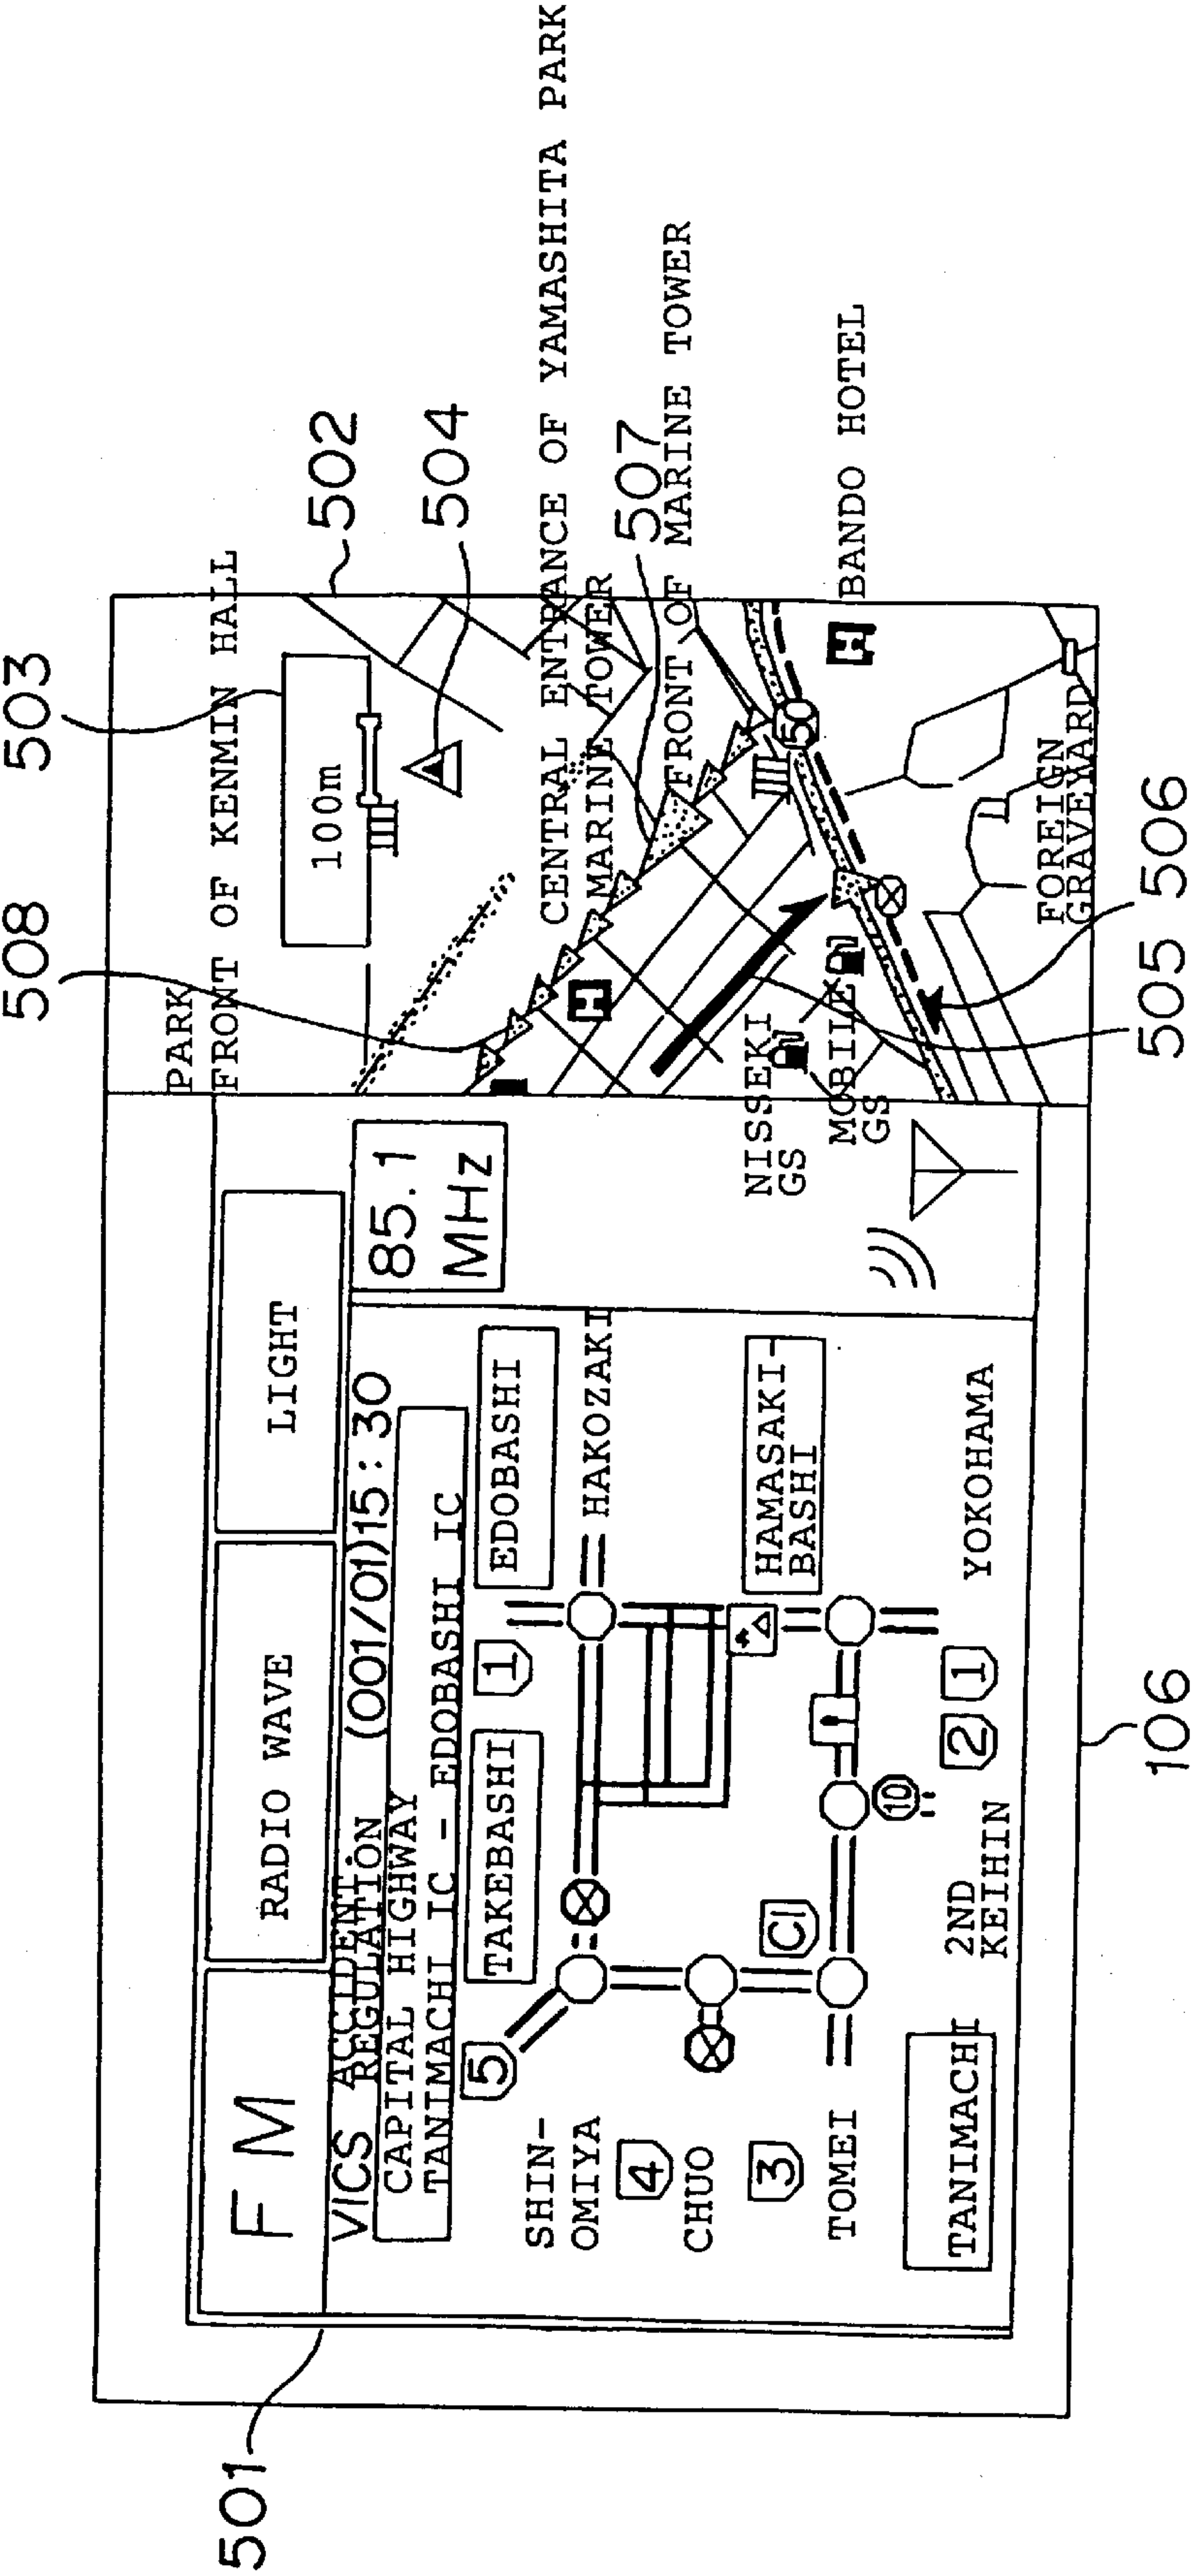 501
503
508
502
504
507
505
506
106
FM
RADIO WAVE
LIGHT
VICS
ACCIDENT·
REGULATION
(001/01)15:30
CAPITAL HIGHWAY
TANIMACHI IC - EDOBASHI IC
85.1
MHz
TAKEBASHI
EDOBASHI
HAKOZAKI
HAMASAKI-
BASHI
YOKOHAMA
SHIN-
OMIYA
CHUO
TOMEI
TANIMACHI
2ND
KEIHIN
5
4
3
C1
1
10
2
1
PARK
FRONT OF KENMIN HALL
100m
CENTRAL ENTRANCE OF YAMASHITA PARK
MARINE TOWER
FRONT OF MARINE TOWER
BANDO HOTEL
H
H
50
NISSEKI
GS
MOBILE
GS
FOREIGN
GRAVEYARD